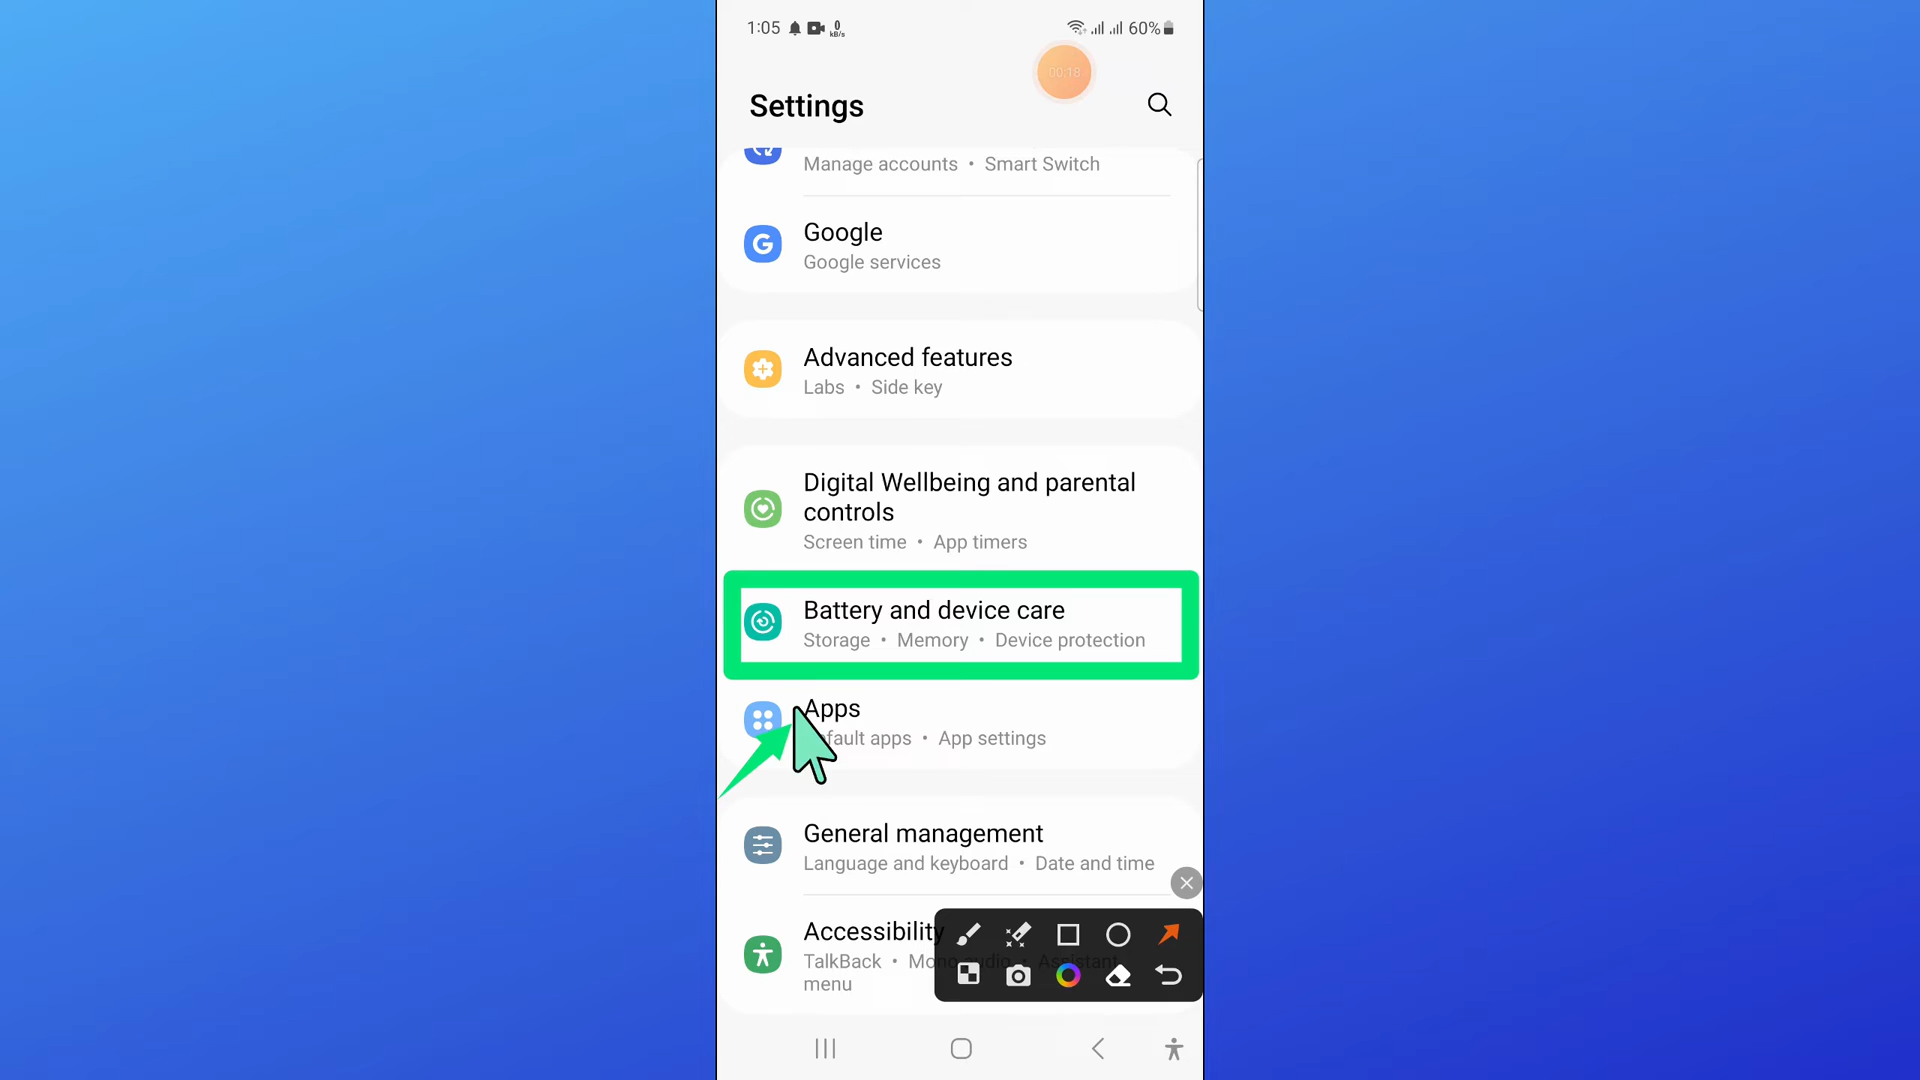 1:05 0 kB/s 60%
00:18
Settings
Manage accounts • Smart Switch
Google
Google services
Advanced features
Labs • Side key
Digital Wellbeing and parental
controls
Screen time • App timers
Battery and device care
Storage • Memory • Device protection
Apps
fault apps • App settings
General management
Language and keyboard • Date and time
Accessibility
TalkBack • Mono audio • Assistant
menu